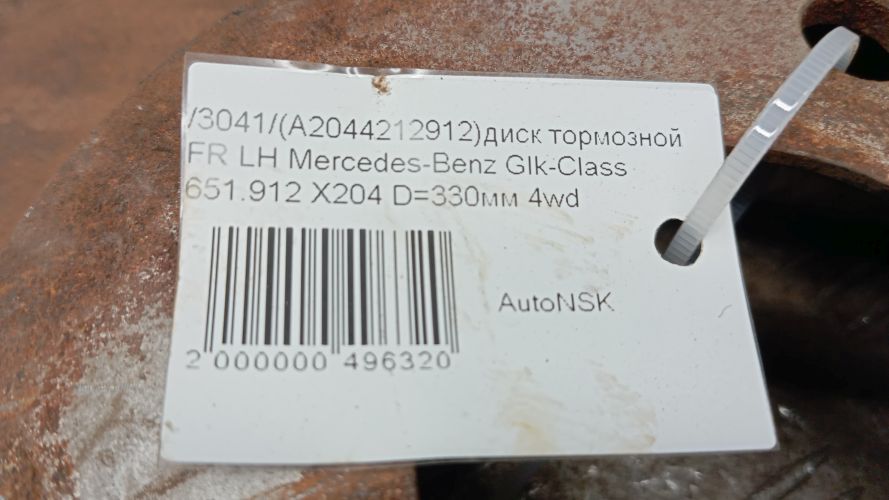 /3041/(A2044212912)диск тормозной
FR LH Mercedes-Benz Glk-Class
651.912 X204 D=330мм 4wd
AutoNSK
2 000000 496320